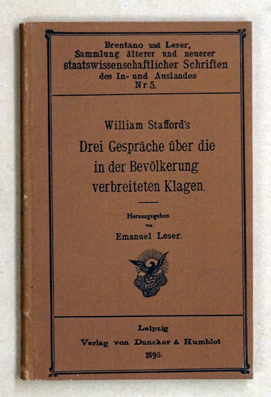 Brentano und Leser,
Sammlung älterer und neuerer
staatswissenschaftlicher Schriften
des In- und Auslandes
Nr. 5.
William Stafford's
Drei Gespräche über die
in der Bevölkerung
verbreiteten Klagen.
Herausgegeben
von
Emanuel Leser.
Leipzig
Verlag von Duncker & Humblot
1895.